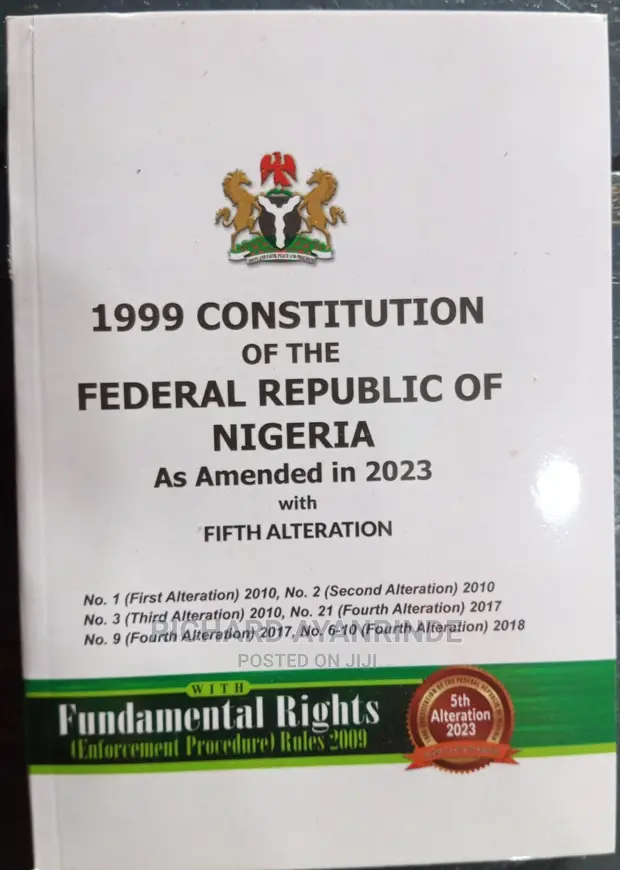 1999 CONSTITUTION
OF THE
FEDERAL REPUBLIC OF
NIGERIA
As Amended in 2023
with
FIFTH ALTERATION
No. 1 (First Alteration) 2010, No. 2 (Second Alteration) 2010
No. 3 (Third Alteration) 2010, No. 21 (Fourth Alteration) 2017
No. 9 (Fourth Alteration) 2017, No. 6-10 (Fourth Alteration) 2018
RICHARD AYANRINDE
POSTED ON JIJI
WITH
Fundamental Rights
(Enforcement Procedure) Rules 2009
5th
Alteration
2023